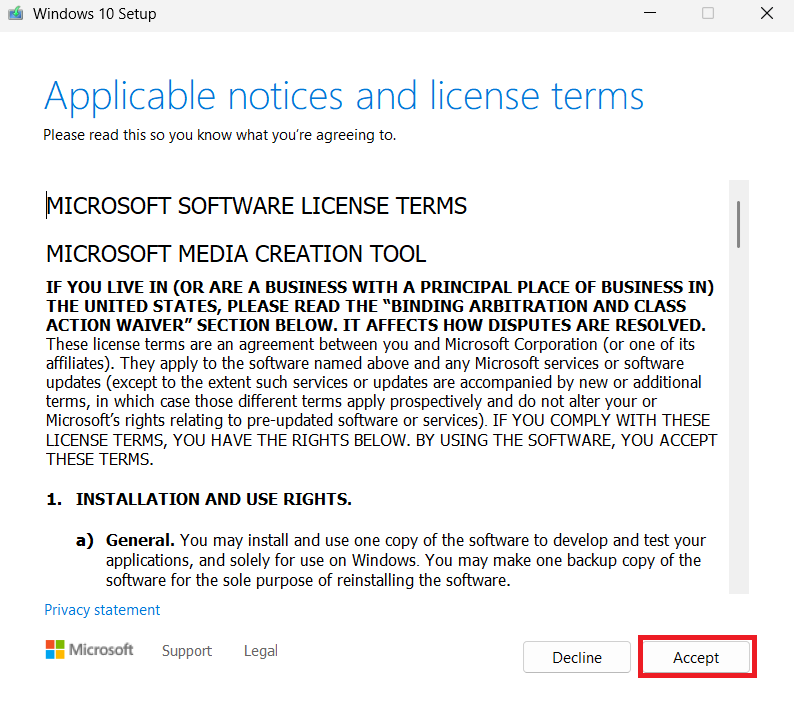 Windows 10 Setup
Applicable notices and license terms
Please read this so you know what you're agreeing to.
MICROSOFT SOFTWARE LICENSE TERMS
MICROSOFT MEDIA CREATION TOOL
IF YOU LIVE IN (OR ARE A BUSINESS WITH A PRINCIPAL PLACE OF BUSINESS IN)
THE UNITED STATES, PLEASE READ THE “BINDING ARBITRATION AND CLASS
ACTION WAIVER” SECTION BELOW. IT AFFECTS HOW DISPUTES ARE RESOLVED.
These license terms are an agreement between you and Microsoft Corporation (or one of its
affiliates). They apply to the software named above and any Microsoft services or software
updates (except to the extent such services or updates are accompanied by new or additional
terms, in which case those different terms apply prospectively and do not alter your or
Microsoft’s rights relating to pre-updated software or services). IF YOU COMPLY WITH THESE
LICENSE TERMS, YOU HAVE THE RIGHTS BELOW. BY USING THE SOFTWARE, YOU ACCEPT
THESE TERMS.
1. INSTALLATION AND USE RIGHTS.
a) General. You may install and use one copy of the software to develop and test your
applications, and solely for use on Windows. You may make one backup copy of the
software for the sole purpose of reinstalling the software.
Privacy statement
Microsoft Support Legal Decline Accept